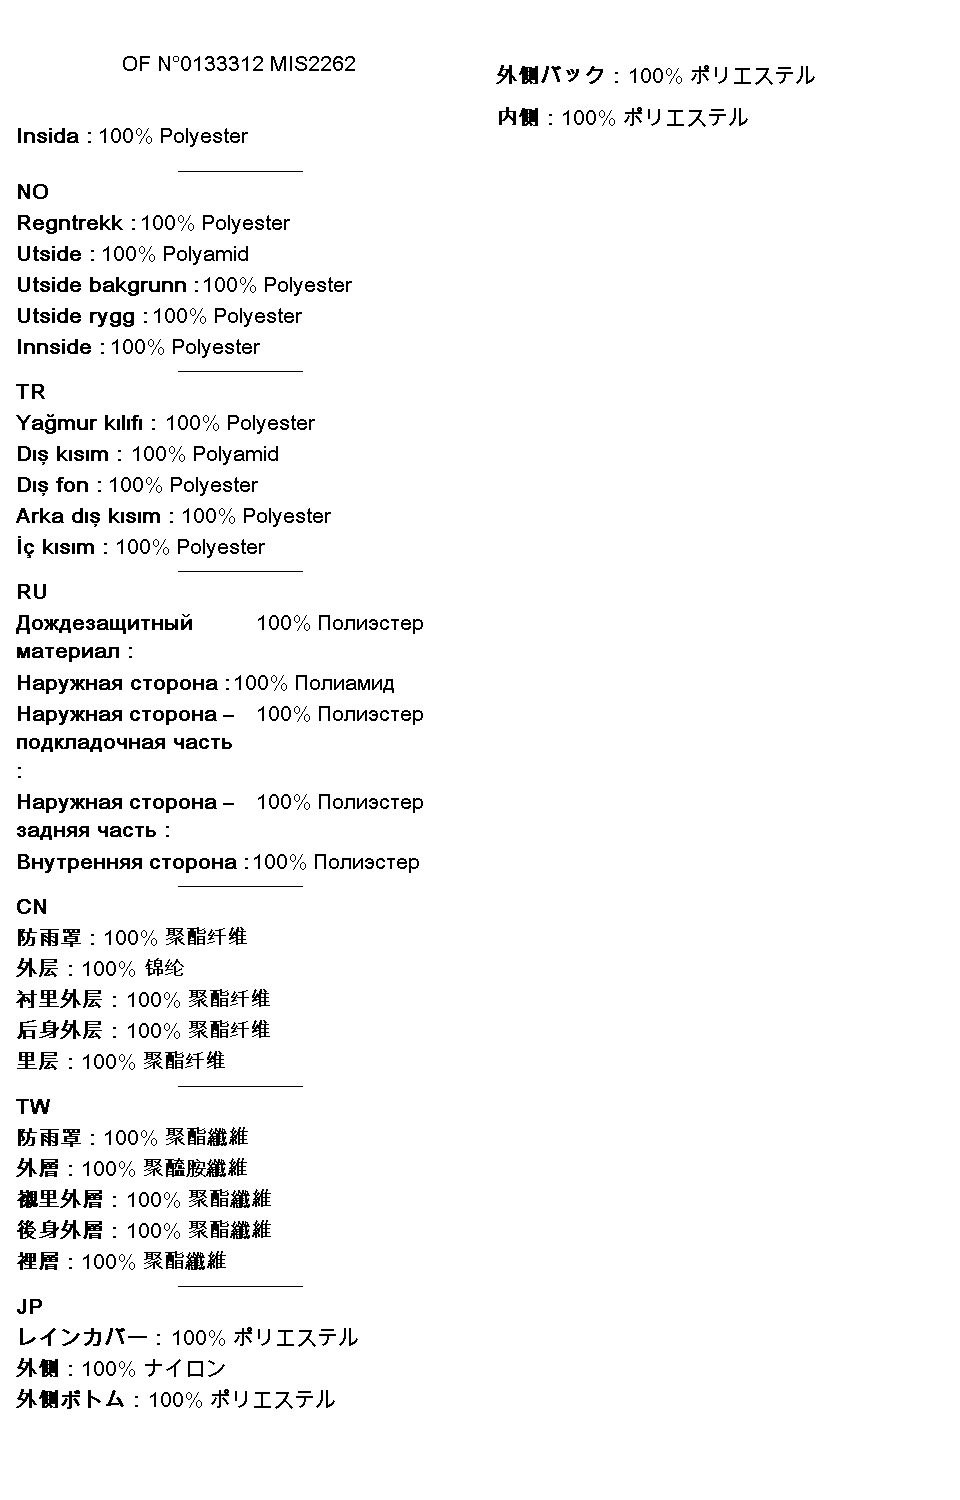 OF N°0133312 MIS2262
Insida : 100% Polyester
NO
Regntrekk : 100% Polyester
Utside : 100% Polyamid
Utside bakgrunn : 100% Polyester
Utside rygg : 100% Polyester
Innside : 100% Polyester
TR
Yağmur kılıfı : 100% Polyester
Dış kısım : 100% Polyamid
Dış fon : 100% Polyester
Arka dış kısım : 100% Polyester
İç kısım : 100% Polyester
RU
Дождезащитный 100% Полиэстер
материал :
Наружная сторона : 100% Полиамид
Наружная сторона – 100% Полиэстер
подкладочная часть
:
Наружная сторона – 100% Полиэстер
задняя часть :
Внутренняя сторона : 100% Полиэстер
CN
防雨罩 : 100% 聚酯纤维
外层 : 100% 锦纶
衬里外层 : 100% 聚酯纤维
后身外层 : 100% 聚酯纤维
里层 : 100% 聚酯纤维
TW
防雨罩 : 100% 聚酯纖維
外層 : 100% 聚醯胺纖維
襯里外層 : 100% 聚酯纖維
後身外層 : 100% 聚酯纖維
裡層 : 100% 聚酯纖維
JP
レインカバー : 100% ポリエステル
外側 : 100% ナイロン
外側ボトム : 100% ポリエステル
外側バック : 100% ポリエステル
内側 : 100% ポリエステル